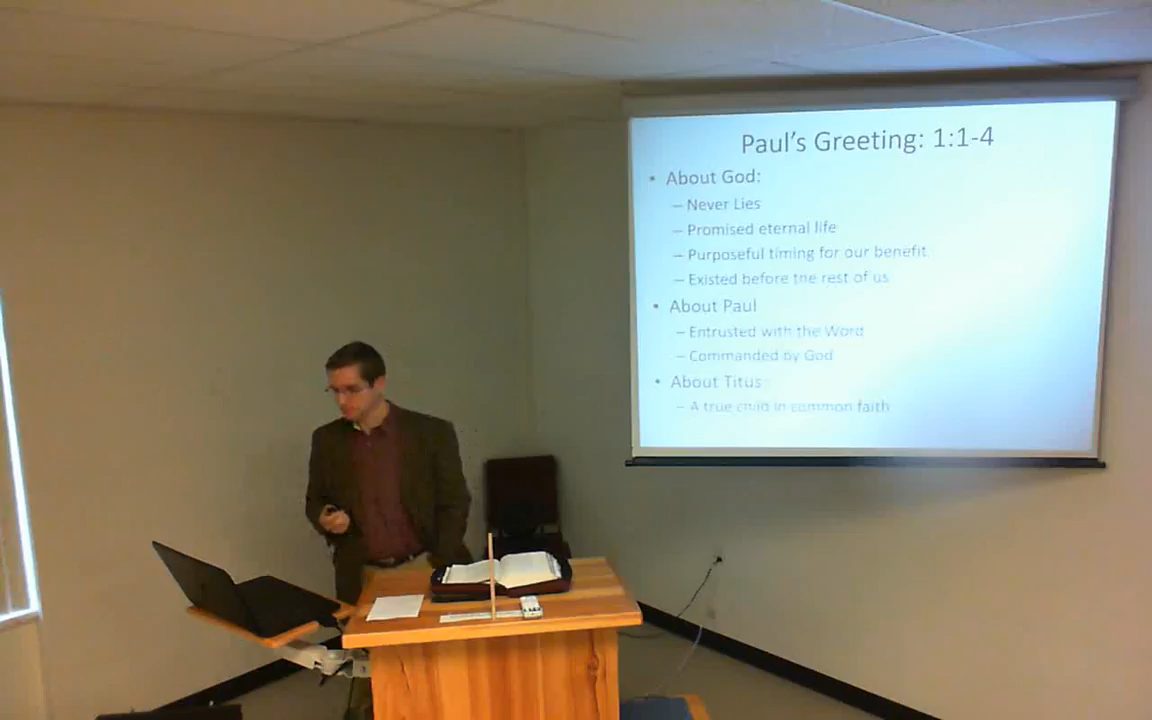 Paul's Greeting: 1:1-4
• About God:
– Never Lies
– Promised eternal life
– Purposeful timing for our benefit
– Existed before the rest of us
• About Paul
– Entrusted with the Word
– Commanded by God
• About Titus
– A true child in common faith